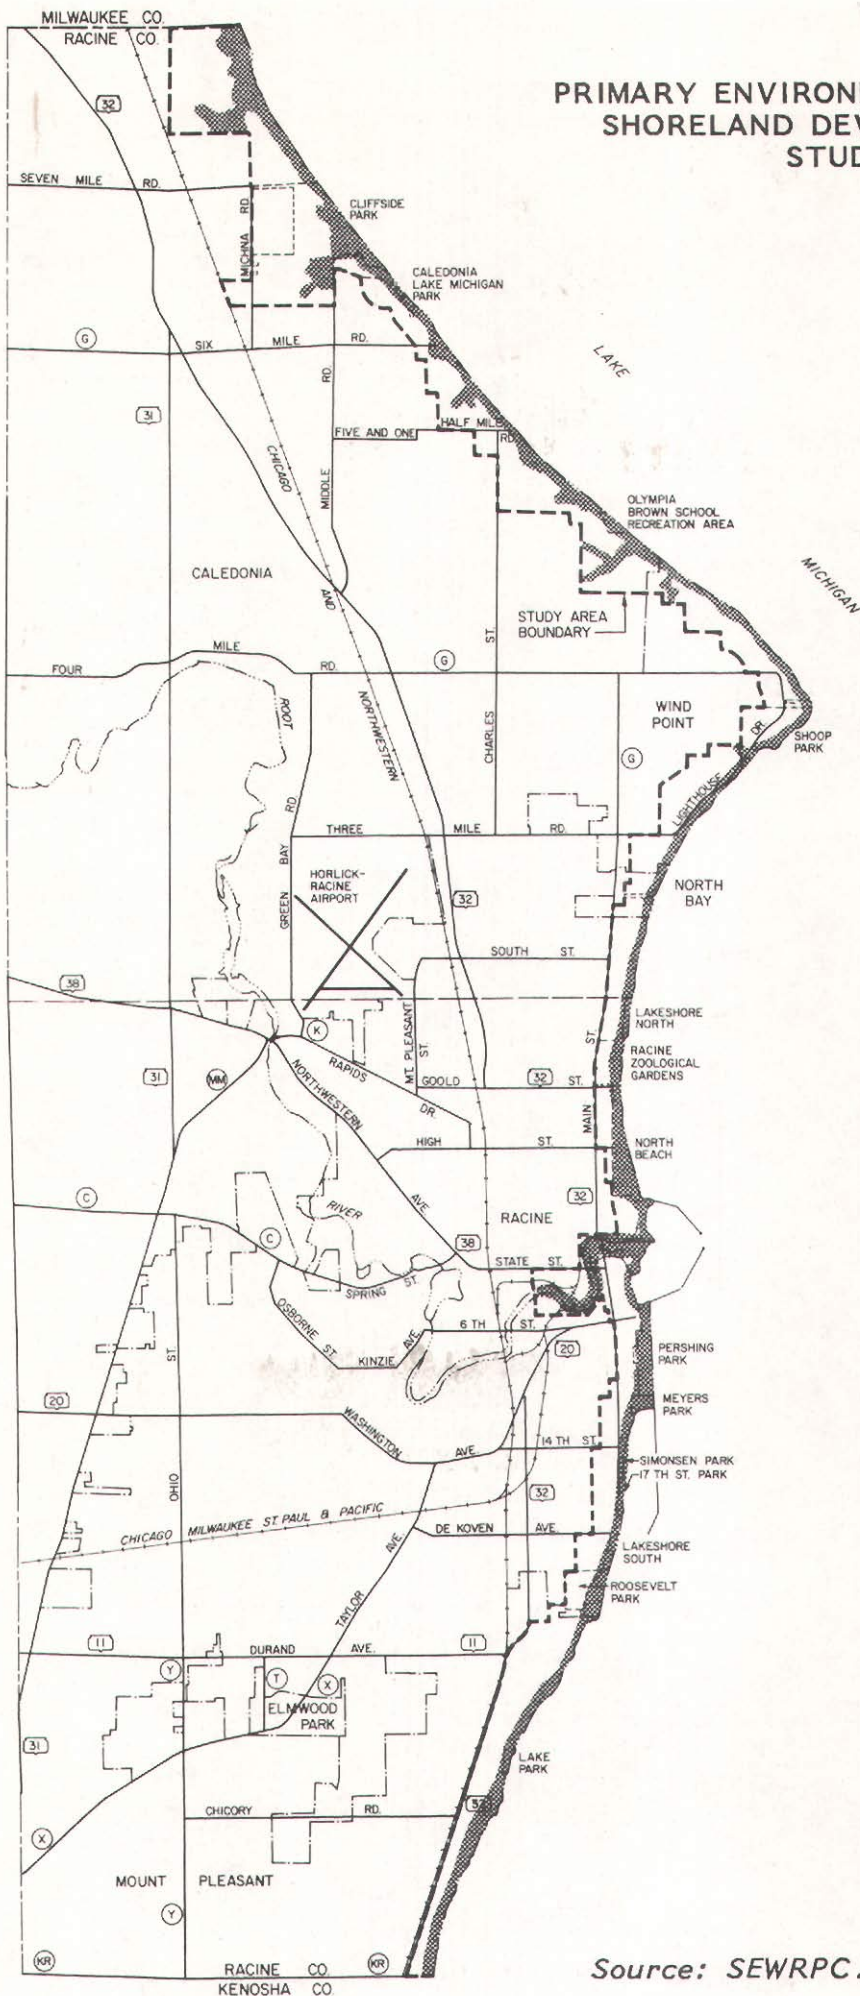 MILWAUKEE CO.
RACINE CO.
PRIMARY ENVIRON
SHORELAND DEV
STUD
32
SEVEN MILE RD.
MICHNA RD
CLIFFSIDE
PARK
CALEDONIA
LAKE MICHIGAN
PARK
G
SIX MILE RD.
LAKE
31
MIDDLE RD.
FIVE AND ONE HALF MILE RD.
CHICAGO AND NORTHWESTERN
OLYMPIA
BROWN SCHOOL
RECREATION AREA
MICHIGAN
CALEDONIA
STUDY AREA
BOUNDARY
CHARLES ST.
FOUR MILE RD.
G
ROOT
WIND
POINT
LIGHTHOUSE DR.
SHOOP
PARK
G
GREEN BAY RD.
THREE MILE RD.
HORLICK-
RACINE
AIRPORT
32
NORTH
BAY
SOUTH ST.
38
LAKESHORE
NORTH
MT. PLEASANT ST.
K
RACINE
ZOOLOGICAL
GARDENS
RAPIDS DR.
31
MM
NORTHWESTERN AVE.
GOOLD 32 ST.
MAIN ST.
HIGH ST.
NORTH
BEACH
C
32
RIVER
RACINE
C
38
STATE ST.
SPRING ST.
OSBORNE ST.
6 TH ST.
KINZIE AVE.
20
PERSHING
PARK
20
MEYERS
PARK
WASHINGTON AVE.
14 TH ST.
SIMONSEN PARK
17 TH ST. PARK
OHIO ST.
32
CHICAGO MILWAUKEE ST. PAUL & PACIFIC
DE KOVEN AVE.
LAKESHORE
SOUTH
TAYLOR AVE.
ROOSEVELT
PARK
11
DURAND AVE.
11
Y
T
X
ELMWOOD
PARK
31
LAKE
PARK
CHICORY RD.
32
X
MOUNT PLEASANT
Y
KR
RACINE CO.
KR
KENOSHA CO.
Source: SEWRPC.